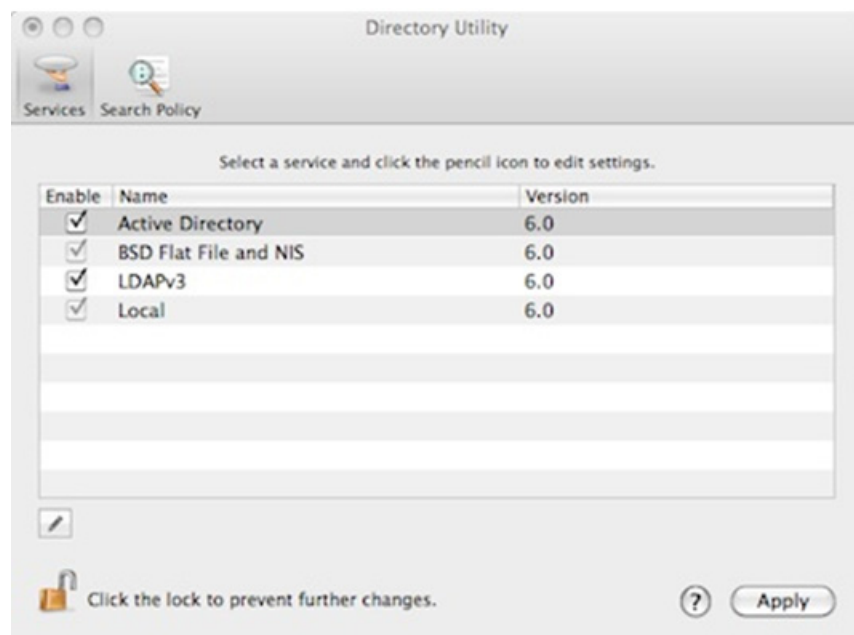 Directory Utility
Services Search Policy
Select a service and click the pencil icon to edit settings.
Enable Name Version
Active Directory 6.0
BSD Flat File and NIS 6.0
LDAPv3 6.0
Local 6.0
Click the lock to prevent further changes.
? Apply